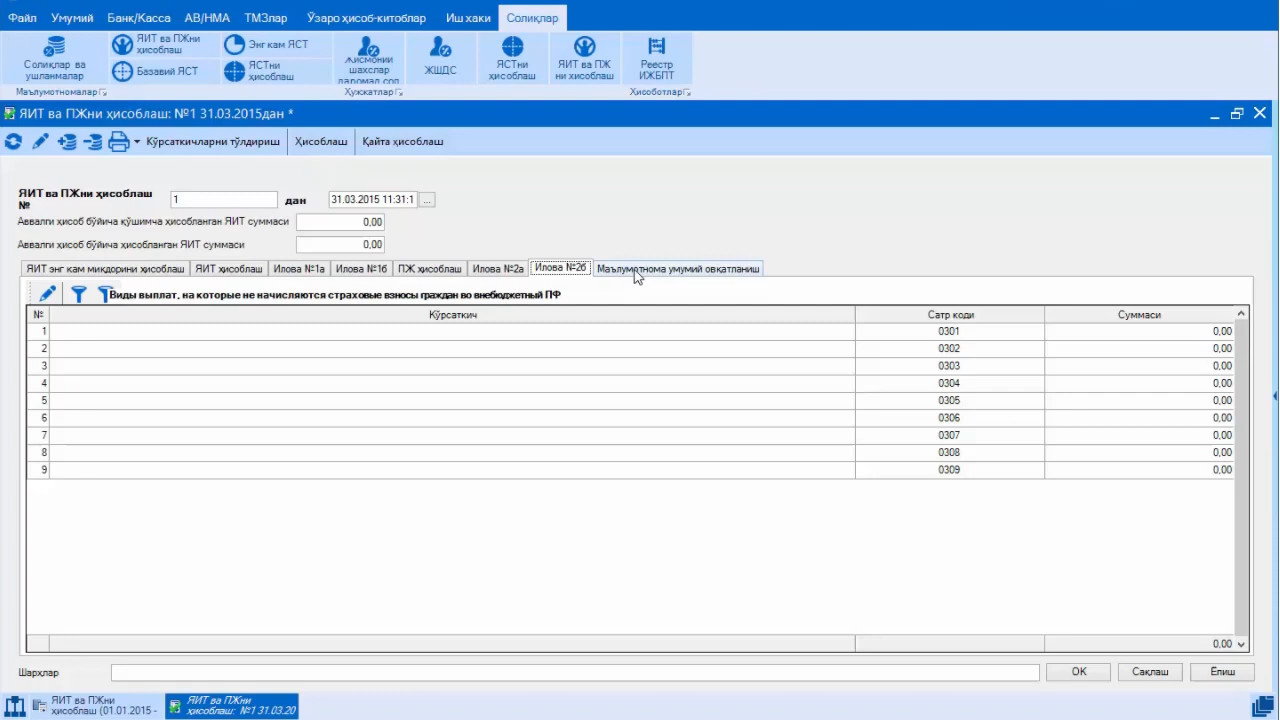 Файл Умумий Банк/Касса АВ/НМА ТМЗлар Ўзаро ҳисоб-китоблар Иш хаки Солиқлар
Солиқлар ва ушланмалар
ЯИТ ва ПЖни ҳисоблаш
Базавий ЯСТ
Энг кам ЯСТ
ЯСТни ҳисоблаш
Жисмоний шахслар даромад сол
ЖШДС
ЯСТни ҳисоблаш
ЯИТ ва ПЖ ни хисоблаш
Реестр ИЖБПТ
Маълумотномалар Ҳужжатлар Хисоботлар
ЯИТ ва ПЖни ҳисоблаш: №1 31.03.2015дан *
Кўрсаткичларни тўлдириш Ҳисоблаш Қайта ҳисоблаш
ЯИТ ва ПЖни ҳисоблаш № 1 дан 31.03.2015 11:31:1 ...
Аввалги ҳисоб бўйича қўшимча ҳисобланган ЯИТ суммаси 0,00
Аввалги ҳисоб бўйича ҳисобланган ЯИТ суммаси 0,00
ЯИТ энг кам микдорини ҳисоблаш ЯИТ ҳисоблаш Илова №1а Илова №1б ПЖ ҳисоблаш Илова №2а Илова №2б Маълумотнома умумий овкатланиш
Виды выплат, на которые не начисляются страховые взносы граждан во внебюджетный ПФ
№ Кўрсаткич Сатр коди Суммаси
1 0301 0,00
2 0302 0,00
3 0303 0,00
4 0304 0,00
5 0305 0,00
6 0306 0,00
7 0307 0,00
8 0308 0,00
9 0309 0,00
0,00
Шарҳлар OK Сақлаш Ёпиш
ЯИТ ва ПЖни ҳисоблаш (01.01.2015 -
ЯИТ ва ПЖни ҳисоблаш: №1 31.03.20